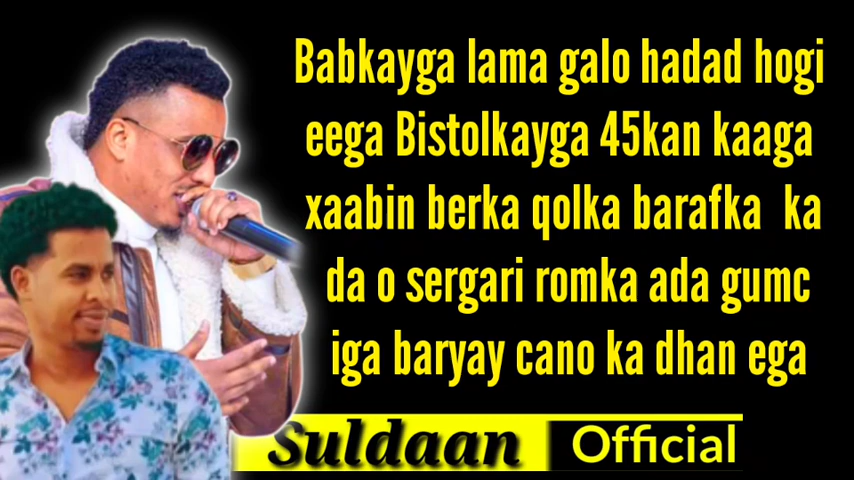 Babkayga lama galo hadad hogi
eega Bistolkayga 45kan kaaga
xaabin berka qolka barafka ka
da o sergari romka ada gumc
iga baryay cano ka dhan ega
Suldaan Official